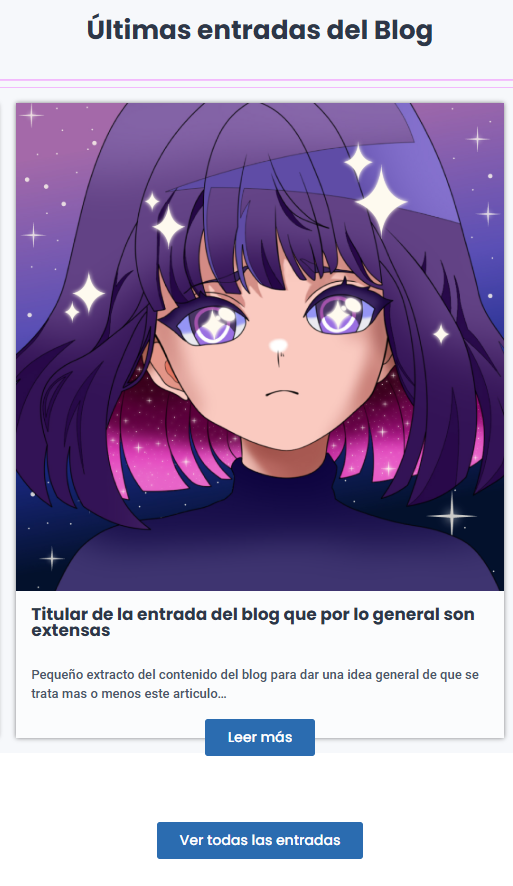 Últimas entradas del Blog
Titular de la entrada del blog que por lo general son
extensas
Pequeño extracto del contenido del blog para dar una idea general de que se
trata mas o menos este articulo...
Leer más
Ver todas las entradas